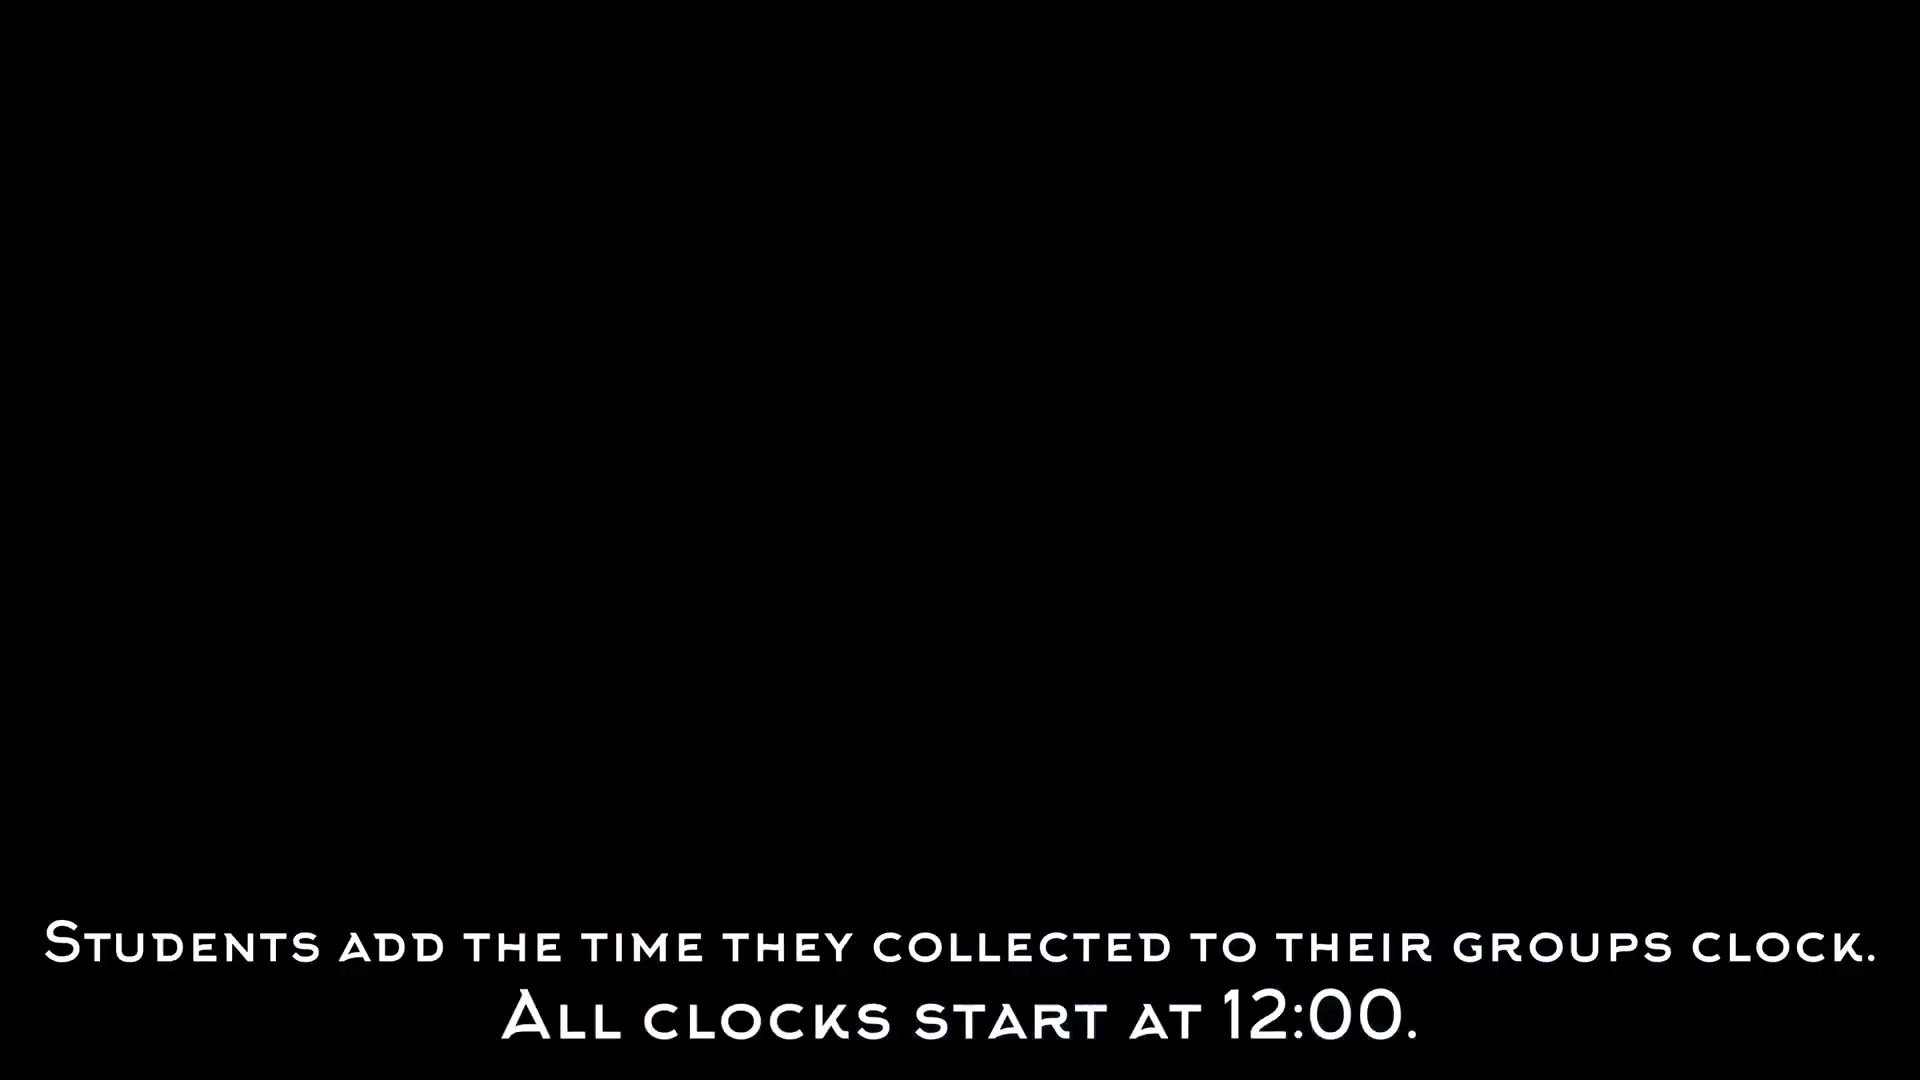 Students add the time they collected to their groups clock.
All clocks start at 12:00.